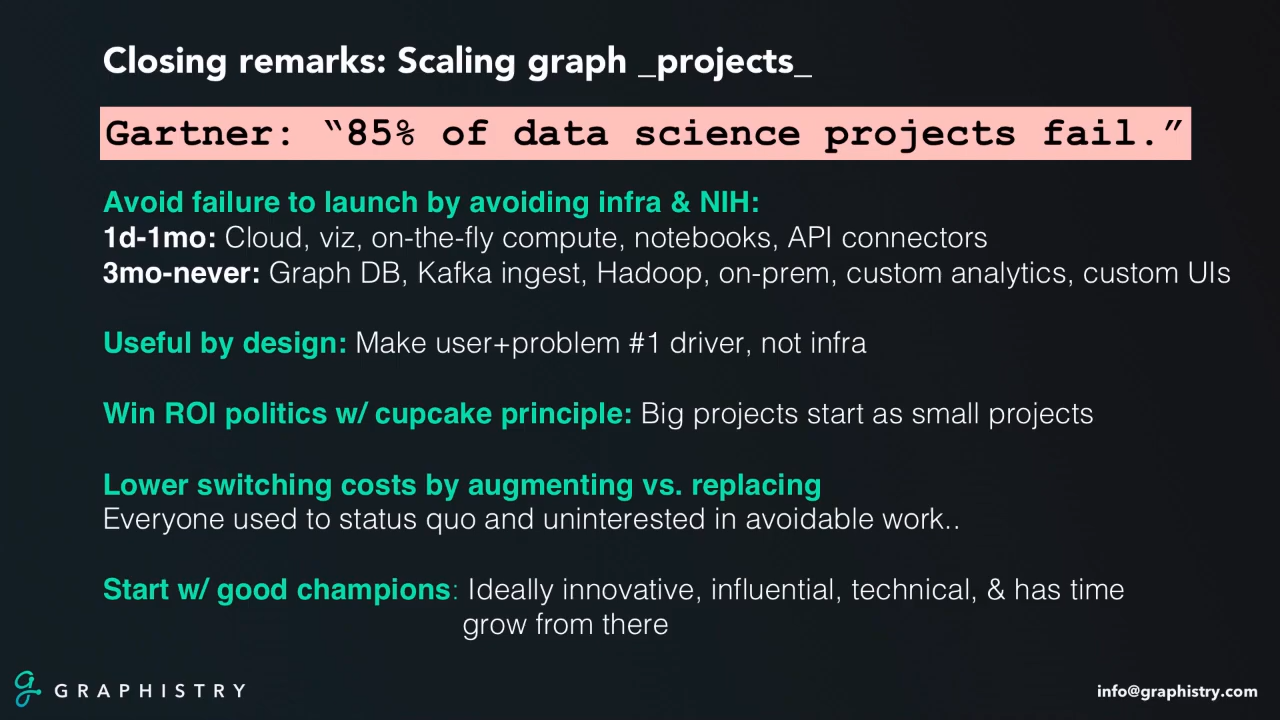 Closing remarks: Scaling graph _projects_
Gartner: “85% of data science projects fail.”
Avoid failure to launch by avoiding infra & NIH:
1d-1mo: Cloud, viz, on-the-fly compute, notebooks, API connectors
3mo-never: Graph DB, Kafka ingest, Hadoop, on-prem, custom analytics, custom UIs
Useful by design: Make user+problem #1 driver, not infra
Win ROI politics w/ cupcake principle: Big projects start as small projects
Lower switching costs by augmenting vs. replacing
Everyone used to status quo and uninterested in avoidable work..
Start w/ good champions: Ideally innovative, influential, technical, & has time
grow from there
GRAPHISTRY
info@graphistry.com